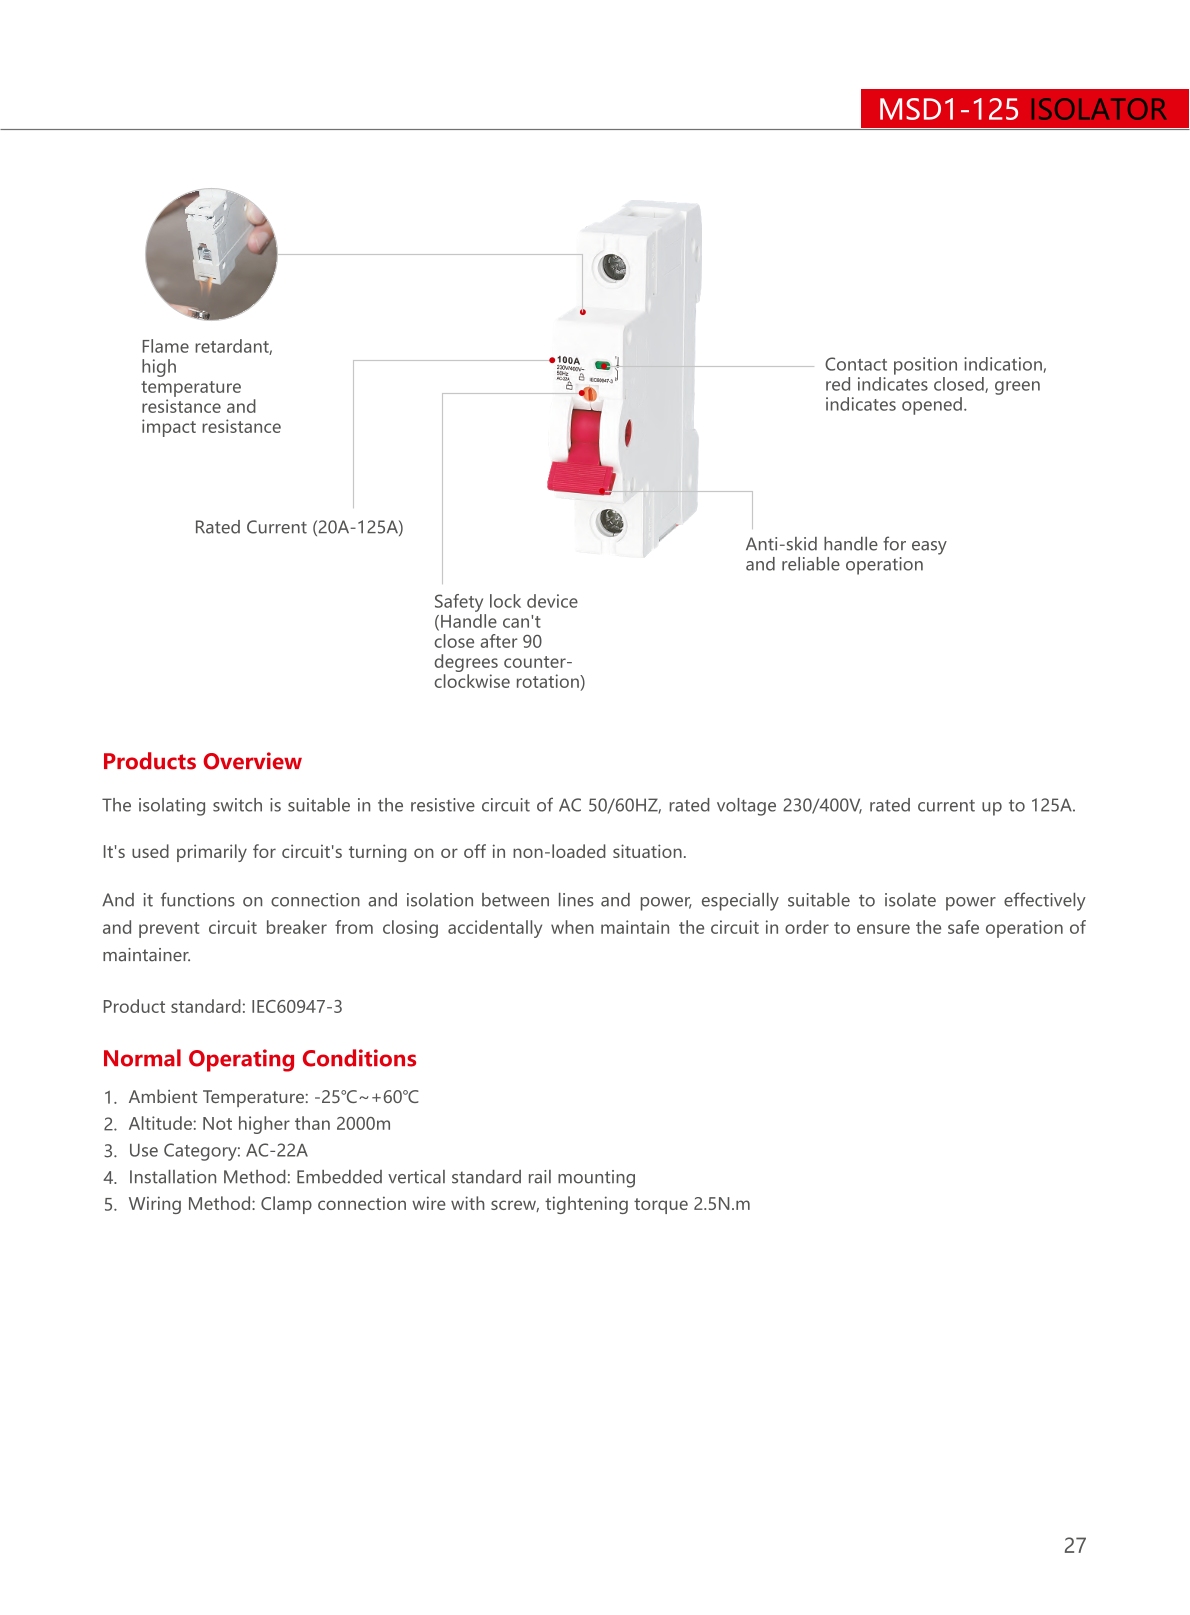 MSD1-125 ISOLATOR
Flame retardant,
high
temperature
resistance and
impact resistance
100A
230V/400V~
50Hz
AC-22A
IEC60947-3
Contact position indication,
red indicates closed, green
indicates opened.
Rated Current (20A-125A)
Anti-skid handle for easy
and reliable operation
Safety lock device
(Handle can't
close after 90
degrees counter-
clockwise rotation)
Products Overview
The isolating switch is suitable in the resistive circuit of AC 50/60HZ, rated voltage 230/400V, rated current up to 125A.
It's used primarily for circuit's turning on or off in non-loaded situation.
And it functions on connection and isolation between lines and power, especially suitable to isolate power effectively
and prevent circuit breaker from closing accidentally when maintain the circuit in order to ensure the safe operation of
maintainer.
Product standard: IEC60947-3
Normal Operating Conditions
1. Ambient Temperature: -25℃~+60℃
2. Altitude: Not higher than 2000m
3. Use Category: AC-22A
4. Installation Method: Embedded vertical standard rail mounting
5. Wiring Method: Clamp connection wire with screw, tightening torque 2.5N.m
27